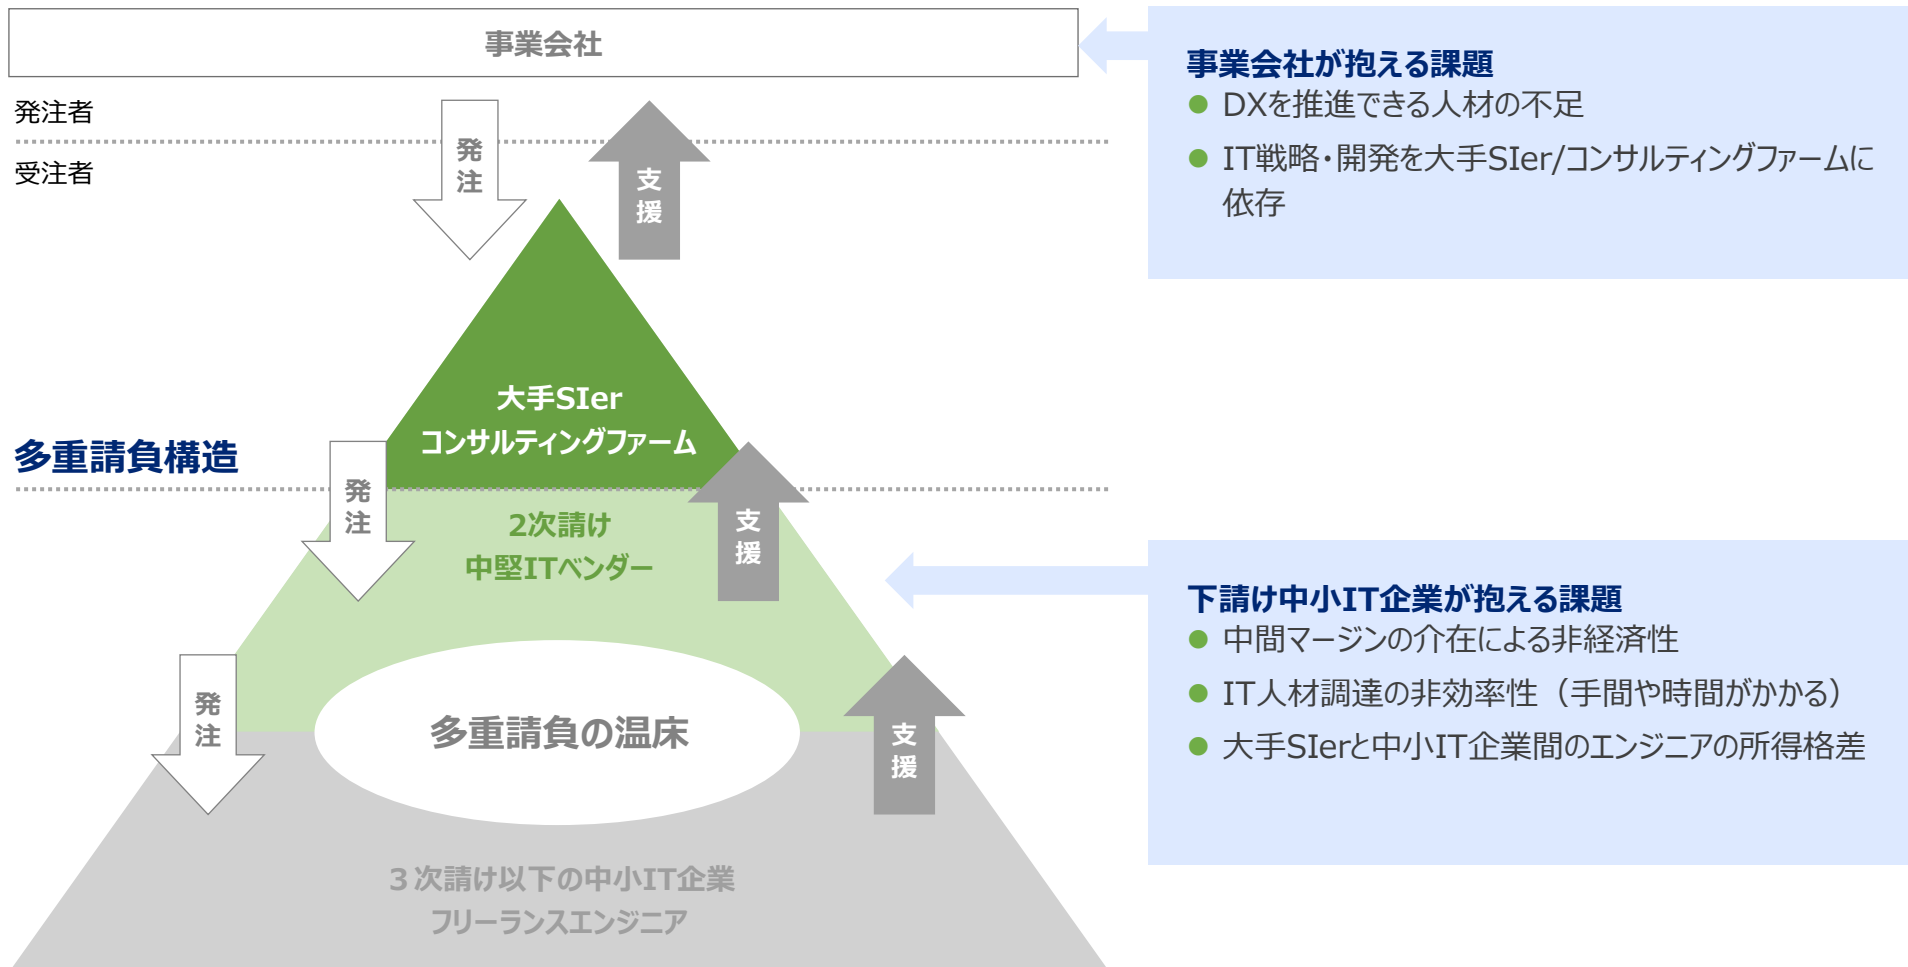 事業会社
発注者
受注者
発注
支援
大手SIer
コンサルティングファーム
多重請負構造
発注
支援
2次請け
中堅ITベンダー
発注
支援
多重請負の温床
３次請け以下の中小IT企業
フリーランスエンジニア
事業会社が抱える課題
● DXを推進できる人材の不足
● IT戦略・開発を大手SIer/コンサルティングファームに
依存
下請け中小IT企業が抱える課題
● 中間マージンの介在による非経済性
● IT人材調達の非効率性（手間や時間がかかる）
● 大手SIerと中小IT企業間のエンジニアの所得格差